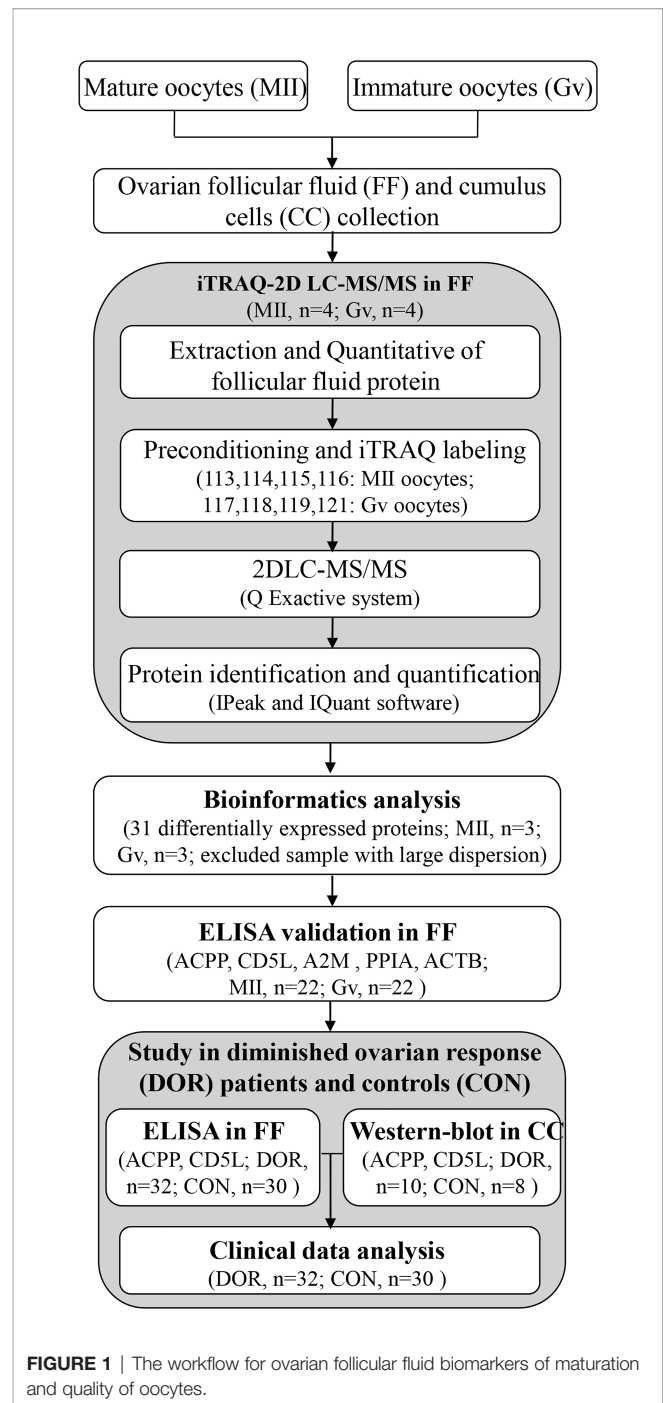 Mature oocytes (MII)
Immature oocytes (Gv)
Ovarian follicular fluid (FF) and cumulus
cells (CC) collection
iTRAQ-2D LC-MS/MS in FF
(MII, n=4; Gv, n=4)
Extraction and Quantitative of
follicular fluid protein
Preconditioning and iTRAQ labeling
(113,114,115,116: MII oocytes;
117,118,119,121: Gv oocytes)
2DLC-MS/MS
(Q Exactive system)
Protein identification and quantification
(IPeak and IQuant software)
Bioinformatics analysis
(31 differentially expressed proteins; MII, n=3;
Gv, n=3; excluded sample with large dispersion)
ELISA validation in FF
(ACPP, CD5L, A2M , PPIA, ACTB;
MII, n=22; Gv, n=22 )
Study in diminished ovarian response
(DOR) patients and controls (CON)
ELISA in FF
(ACPP, CD5L; DOR,
n=32; CON, n=30 )
Western-blot in CC
(ACPP, CD5L; DOR,
n=10; CON, n=8 )
Clinical data analysis
(DOR, n=32; CON, n=30 )
FIGURE 1 | The workflow for ovarian follicular fluid biomarkers of maturation
and quality of oocytes.